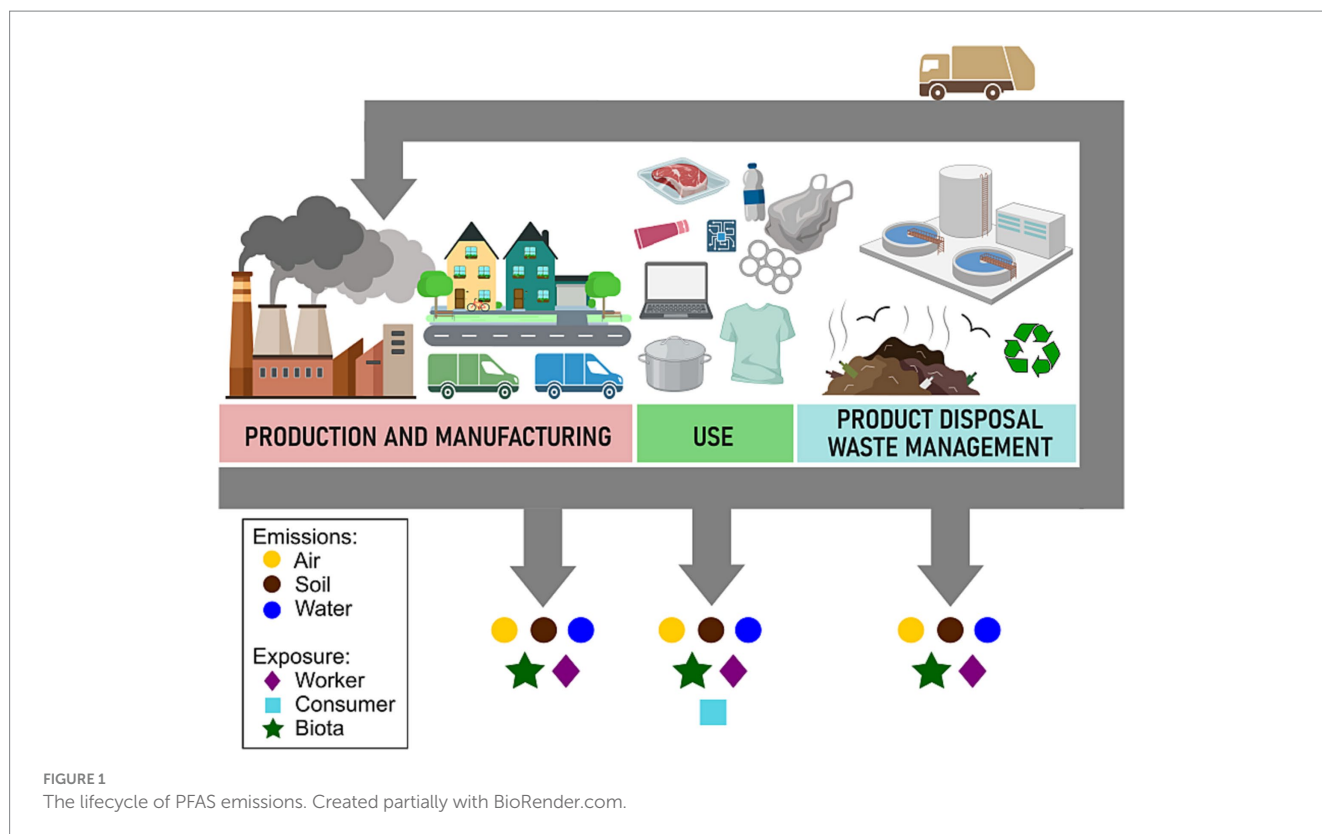 PRODUCTION AND MANUFACTURING
USE
PRODUCT DISPOSAL
WASTE MANAGEMENT
Emissions:
Air
Soil
Water
Exposure:
Worker
Consumer
Biota
FIGURE 1
The lifecycle of PFAS emissions. Created partially with BioRender.com.